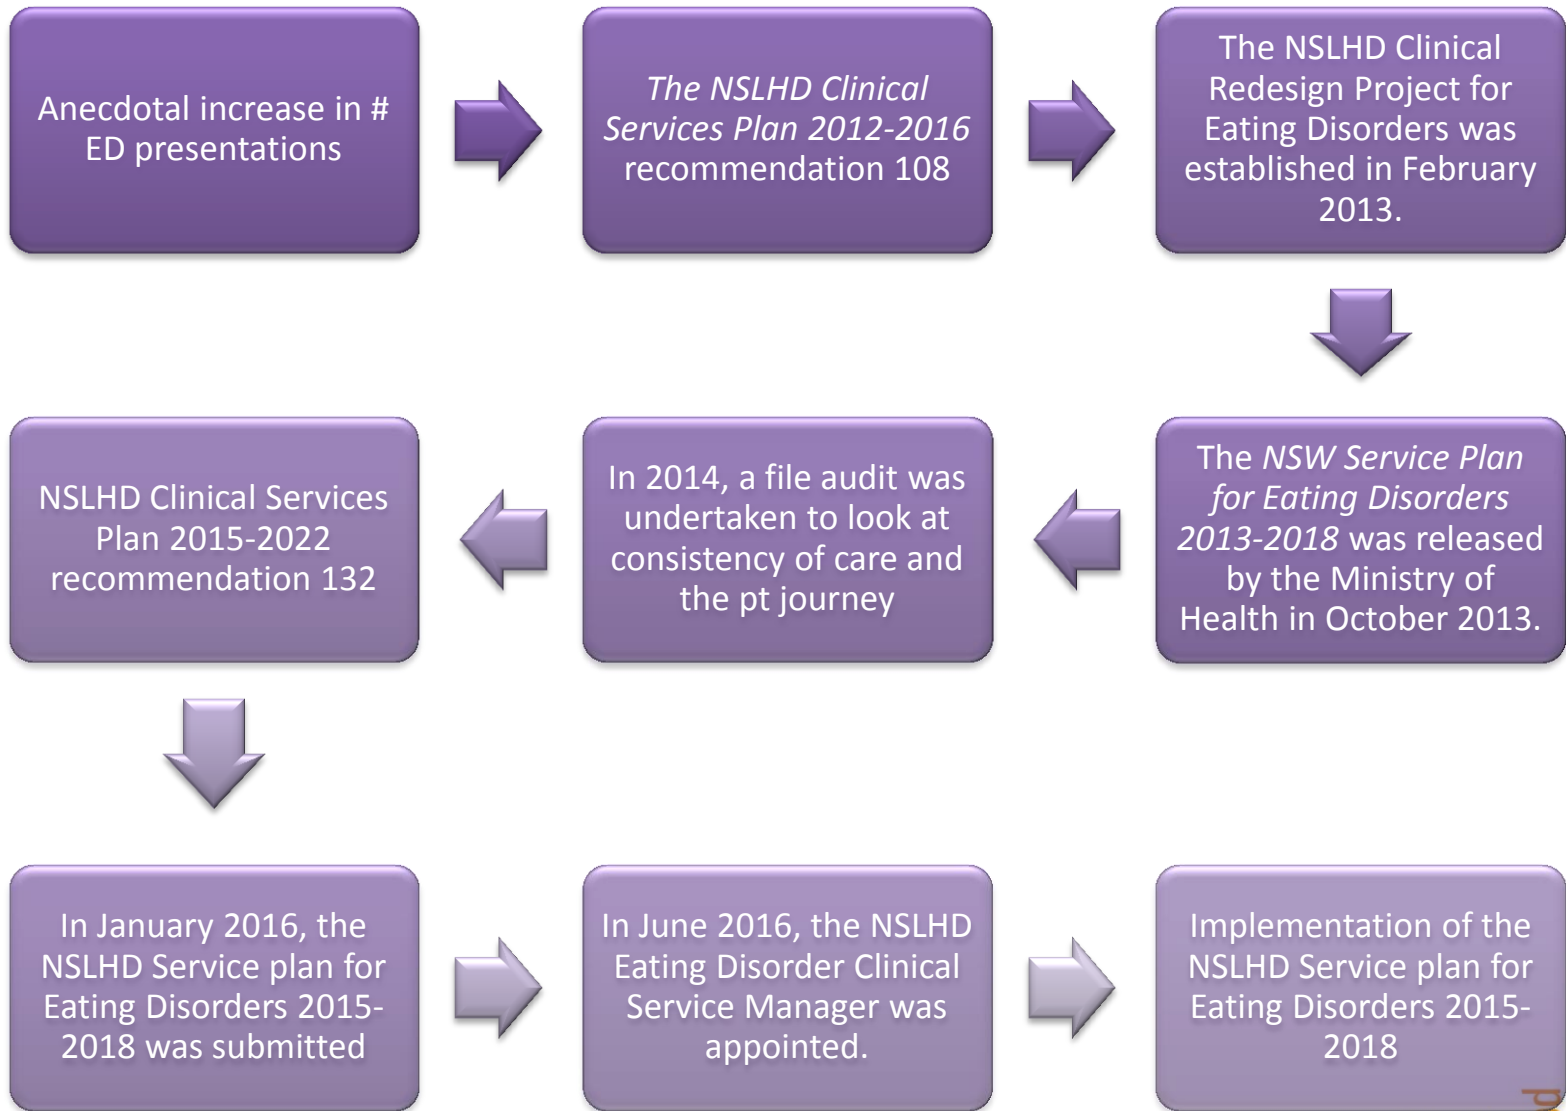 Anecdotal increase in #
ED presentations
The NSLHD Clinical
Services Plan 2012-2016
recommendation 108
The NSLHD Clinical
Redesign Project for
Eating Disorders was
established in February
2013.
The NSW Service Plan
for Eating Disorders
2013-2018 was released
by the Ministry of
Health in October 2013.
In 2014, a file audit was
undertaken to look at
consistency of care and
the pt journey
NSLHD Clinical Services
Plan 2015-2022
recommendation 132
In January 2016, the
NSLHD Service plan for
Eating Disorders 2015-
2018 was submitted
In June 2016, the NSLHD
Eating Disorder Clinical
Service Manager was
appointed.
Implementation of the
NSLHD Service plan for
Eating Disorders 2015-
2018